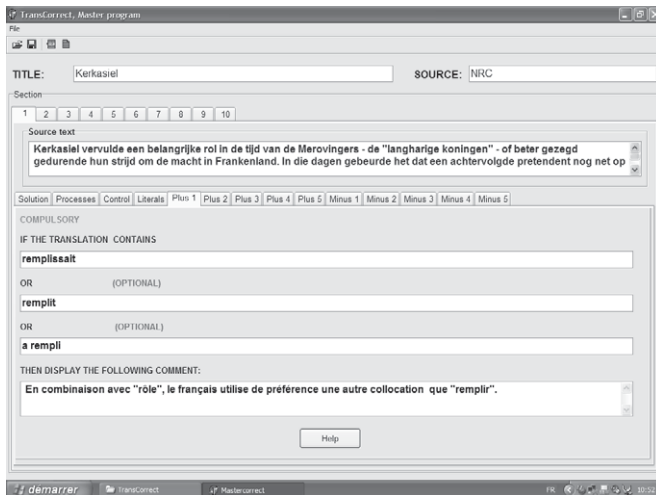 TransCorrect, Master program
File
TITLE: Kerkasiel SOURCE: NRC
Section
1 2 3 4 5 6 7 8 9 10
Source text
Kerkasiel vervulde een belangrijke rol in de tijd van de Merovingers - de "langharige koningen" - of beter gezegd
gedurende hun strijd om de macht in Frankenland. In die dagen gebeurde het dat een achtervolgde pretendent nog net op
Solution Processes Control Literals Plus 1 Plus 2 Plus 3 Plus 4 Plus 5 Minus 1 Minus 2 Minus 3 Minus 4 Minus 5
COMPULSORY
IF THE TRANSLATION CONTAINS
remplissait
OR (OPTIONAL)
remplit
OR (OPTIONAL)
a rempli
THEN DISPLAY THE FOLLOWING COMMENT:
En combinaison avec "rôle", le français utilise de préférence une autre collocation que "remplir".
Help
démarrer TransCorrect Mastercorrect FR 10:52